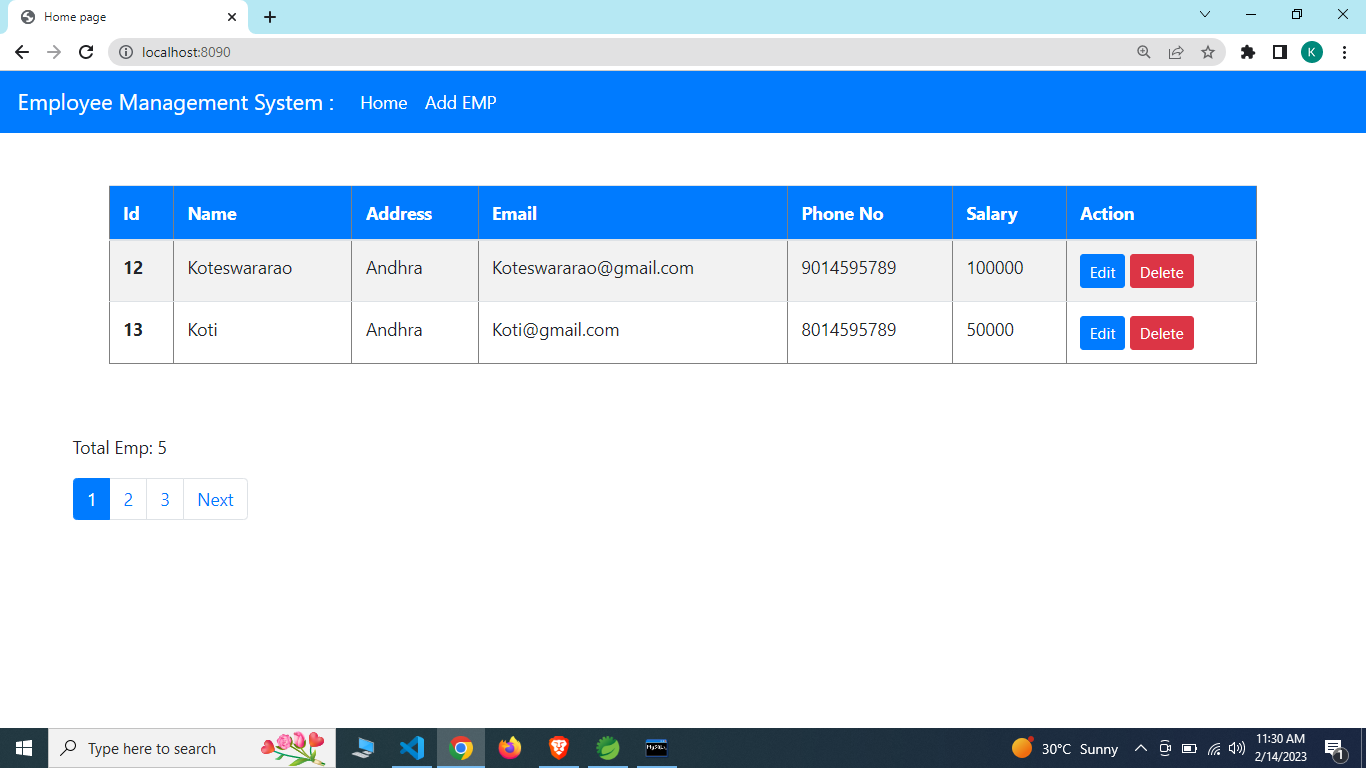 Home page
localhost:8090
K
Employee Management System : Home Add EMP
Id Name Address Email Phone No Salary Action
12 Koteswararao Andhra Koteswararao@gmail.com 9014595789 100000 Edit Delete
13 Koti Andhra Koti@gmail.com 8014595789 50000 Edit Delete
Total Emp: 5
1 2 3 Next
Type here to search
MySQL
30°C Sunny
11:30 AM
2/14/2023
1